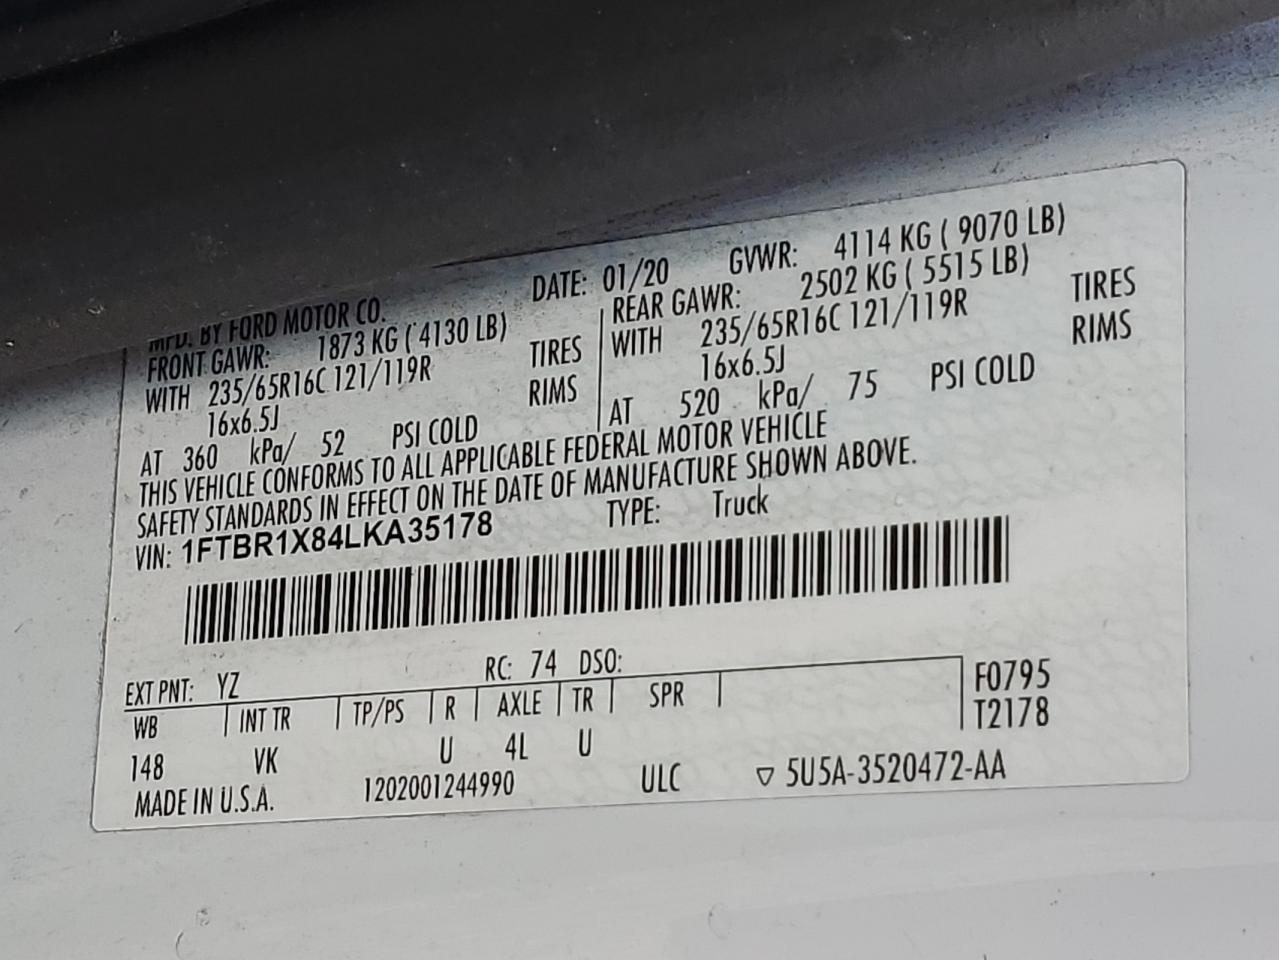 MFD. BY FORD MOTOR CO. DATE: 01/20 GVWR: 4114 KG ( 9070 LB)
FRONT GAWR: 1873 KG ( 4130 LB) REAR GAWR: 2502 KG ( 5515 LB)
WITH 235/65R16C 121/119R TIRES WITH 235/65R16C 121/119R TIRES
16x6.5J RIMS 16x6.5J RIMS
AT 360 kPa/ 52 PSI COLD AT 520 kPa/ 75 PSI COLD
THIS VEHICLE CONFORMS TO ALL APPLICABLE FEDERAL MOTOR VEHICLE
SAFETY STANDARDS IN EFFECT ON THE DATE OF MANUFACTURE SHOWN ABOVE.
VIN: 1FTBR1X84LKA35178 TYPE: Truck
EXT PNT: YZ RC: 74 DSO: F0795
WB INT TR TP/PS R AXLE TR SPR T2178
148 VK U 4L U
MADE IN U.S.A. 1202001244990 ULC ▽ 5U5A-3520472-AA